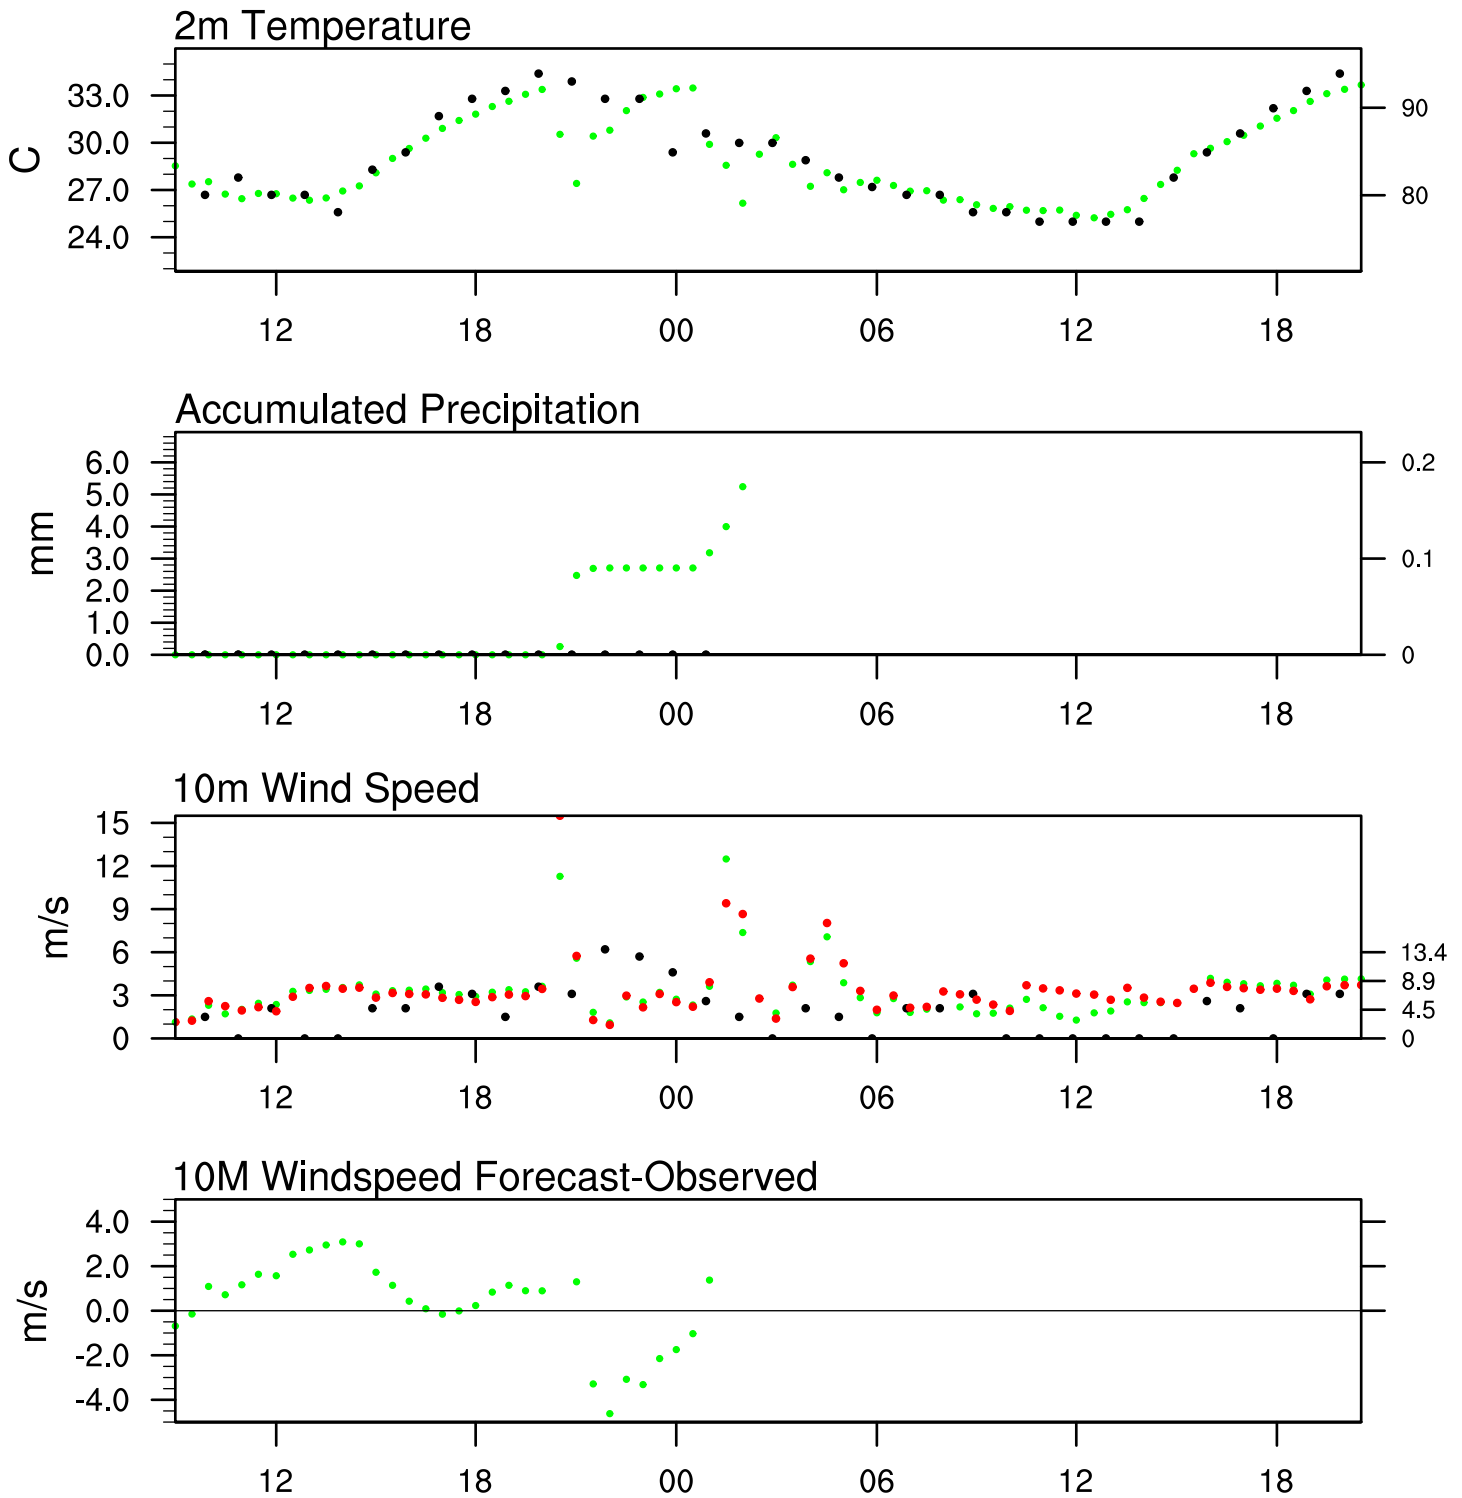 2m Temperature
C
33.0
30.0
27.0
24.0
90
80
12 18 00 06 12 18
Accumulated Precipitation
mm
6.0
5.0
4.0
3.0
2.0
1.0
0.0
0.2
0.1
0
12 18 00 06 12 18
10m Wind Speed
m/s
15
12
9
6
3
0
13.4
8.9
4.5
0
12 18 00 06 12 18
10M Windspeed Forecast-Observed
m/s
4.0
2.0
0.0
-2.0
-4.0
12 18 00 06 12 18